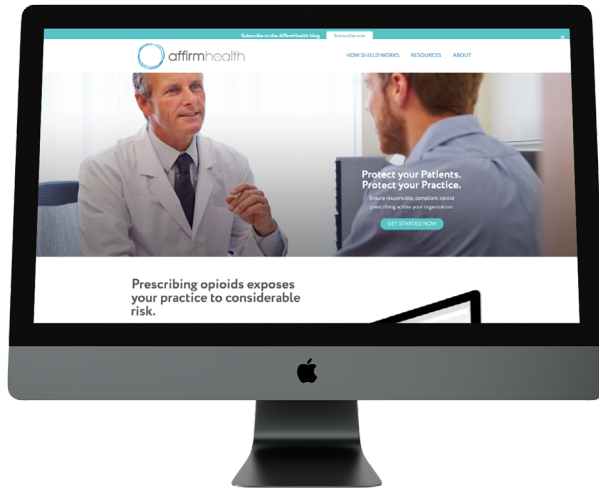 Subscribe to the AffirmHealth blog Subscribe now
affirmhealth HOW SHIELD WORKS RESOURCES ABOUT
Protect your Patients.
Protect your Practice.
Ensure responsible, compliant opioid
prescribing across your organization
GET STARTED NOW
Prescribing opioids exposes
your practice to considerable
risk.